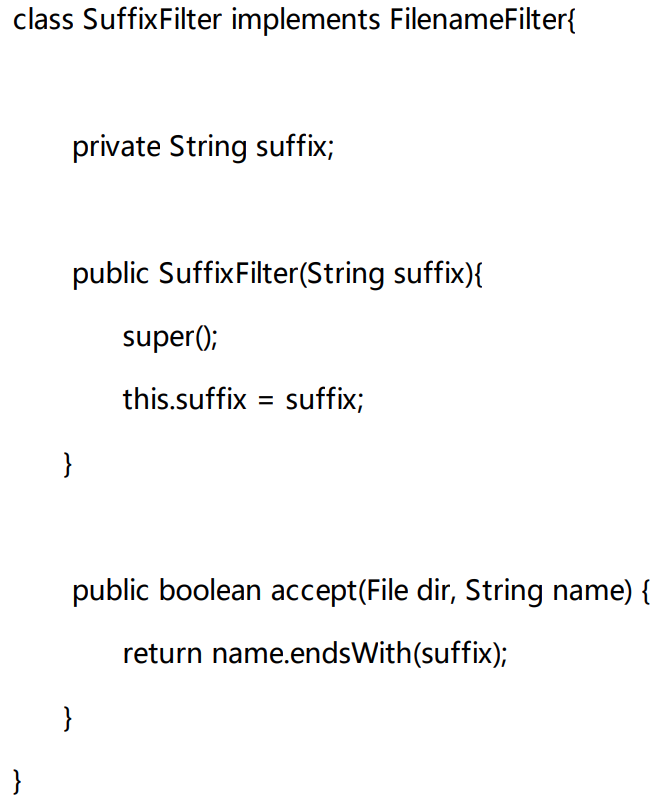 class SuffixFilter implements FilenameFilter{
private String suffix;
public SuffixFilter(String suffix){
super();
this.suffix = suffix;
}
public boolean accept(File dir, String name) {
return name.endsWith(suffix);
}
}